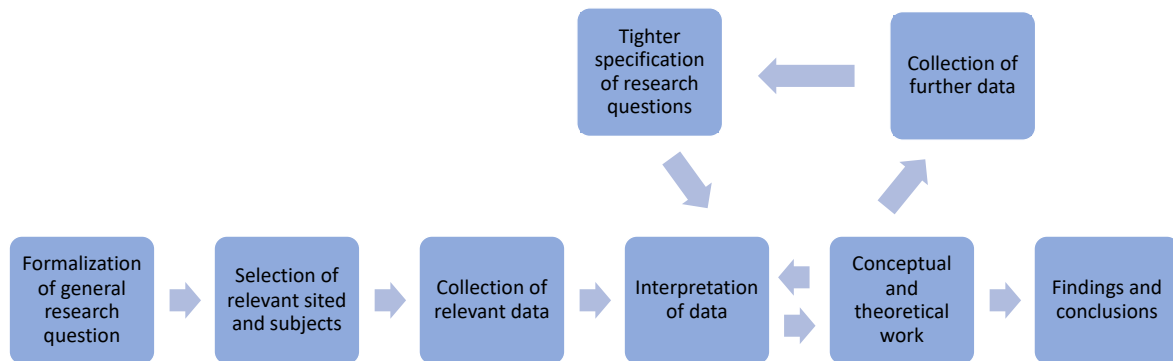 Tighter
specification
of research
questions
Collection of
further data
Formalization
of general
research
question
Selection of
relevant sited
and subjects
Collection of
relevant data
Interpretation
of data
Conceptual
and
theoretical
work
Findings and
conclusions